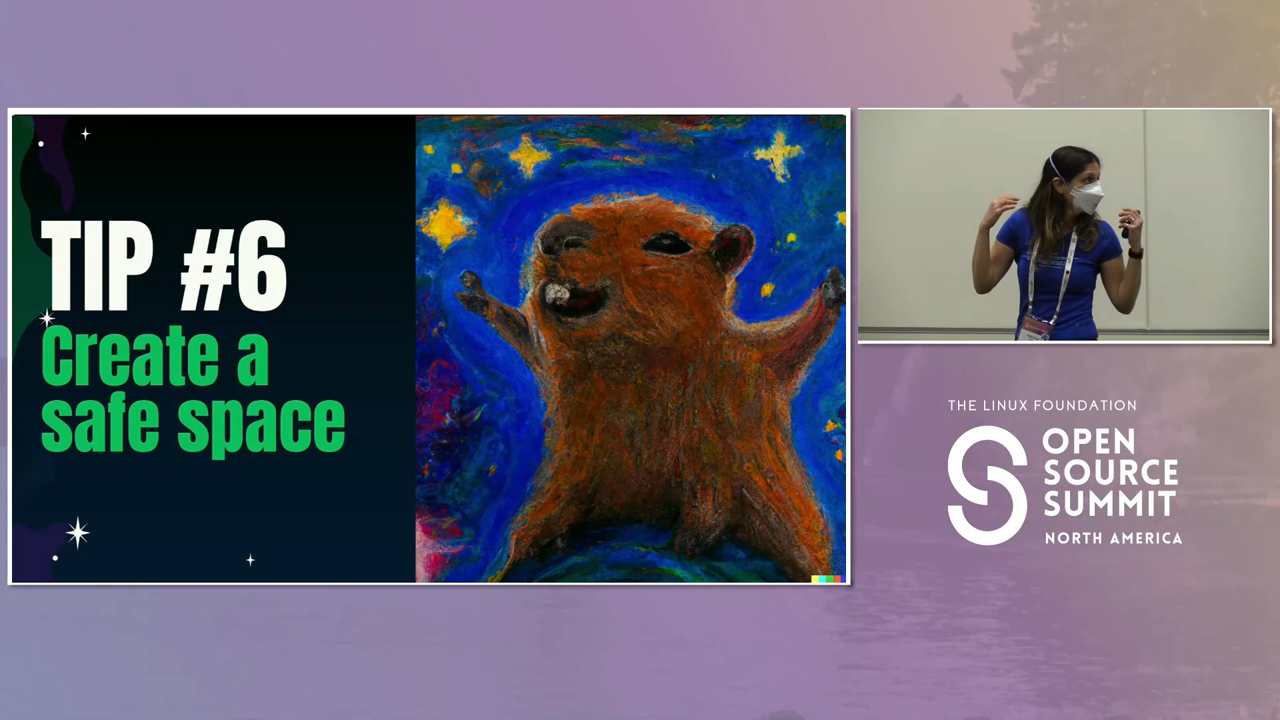 TIP #6
Create a
safe space
THE LINUX FOUNDATION
OPEN
SOURCE
SUMMIT
NORTH AMERICA